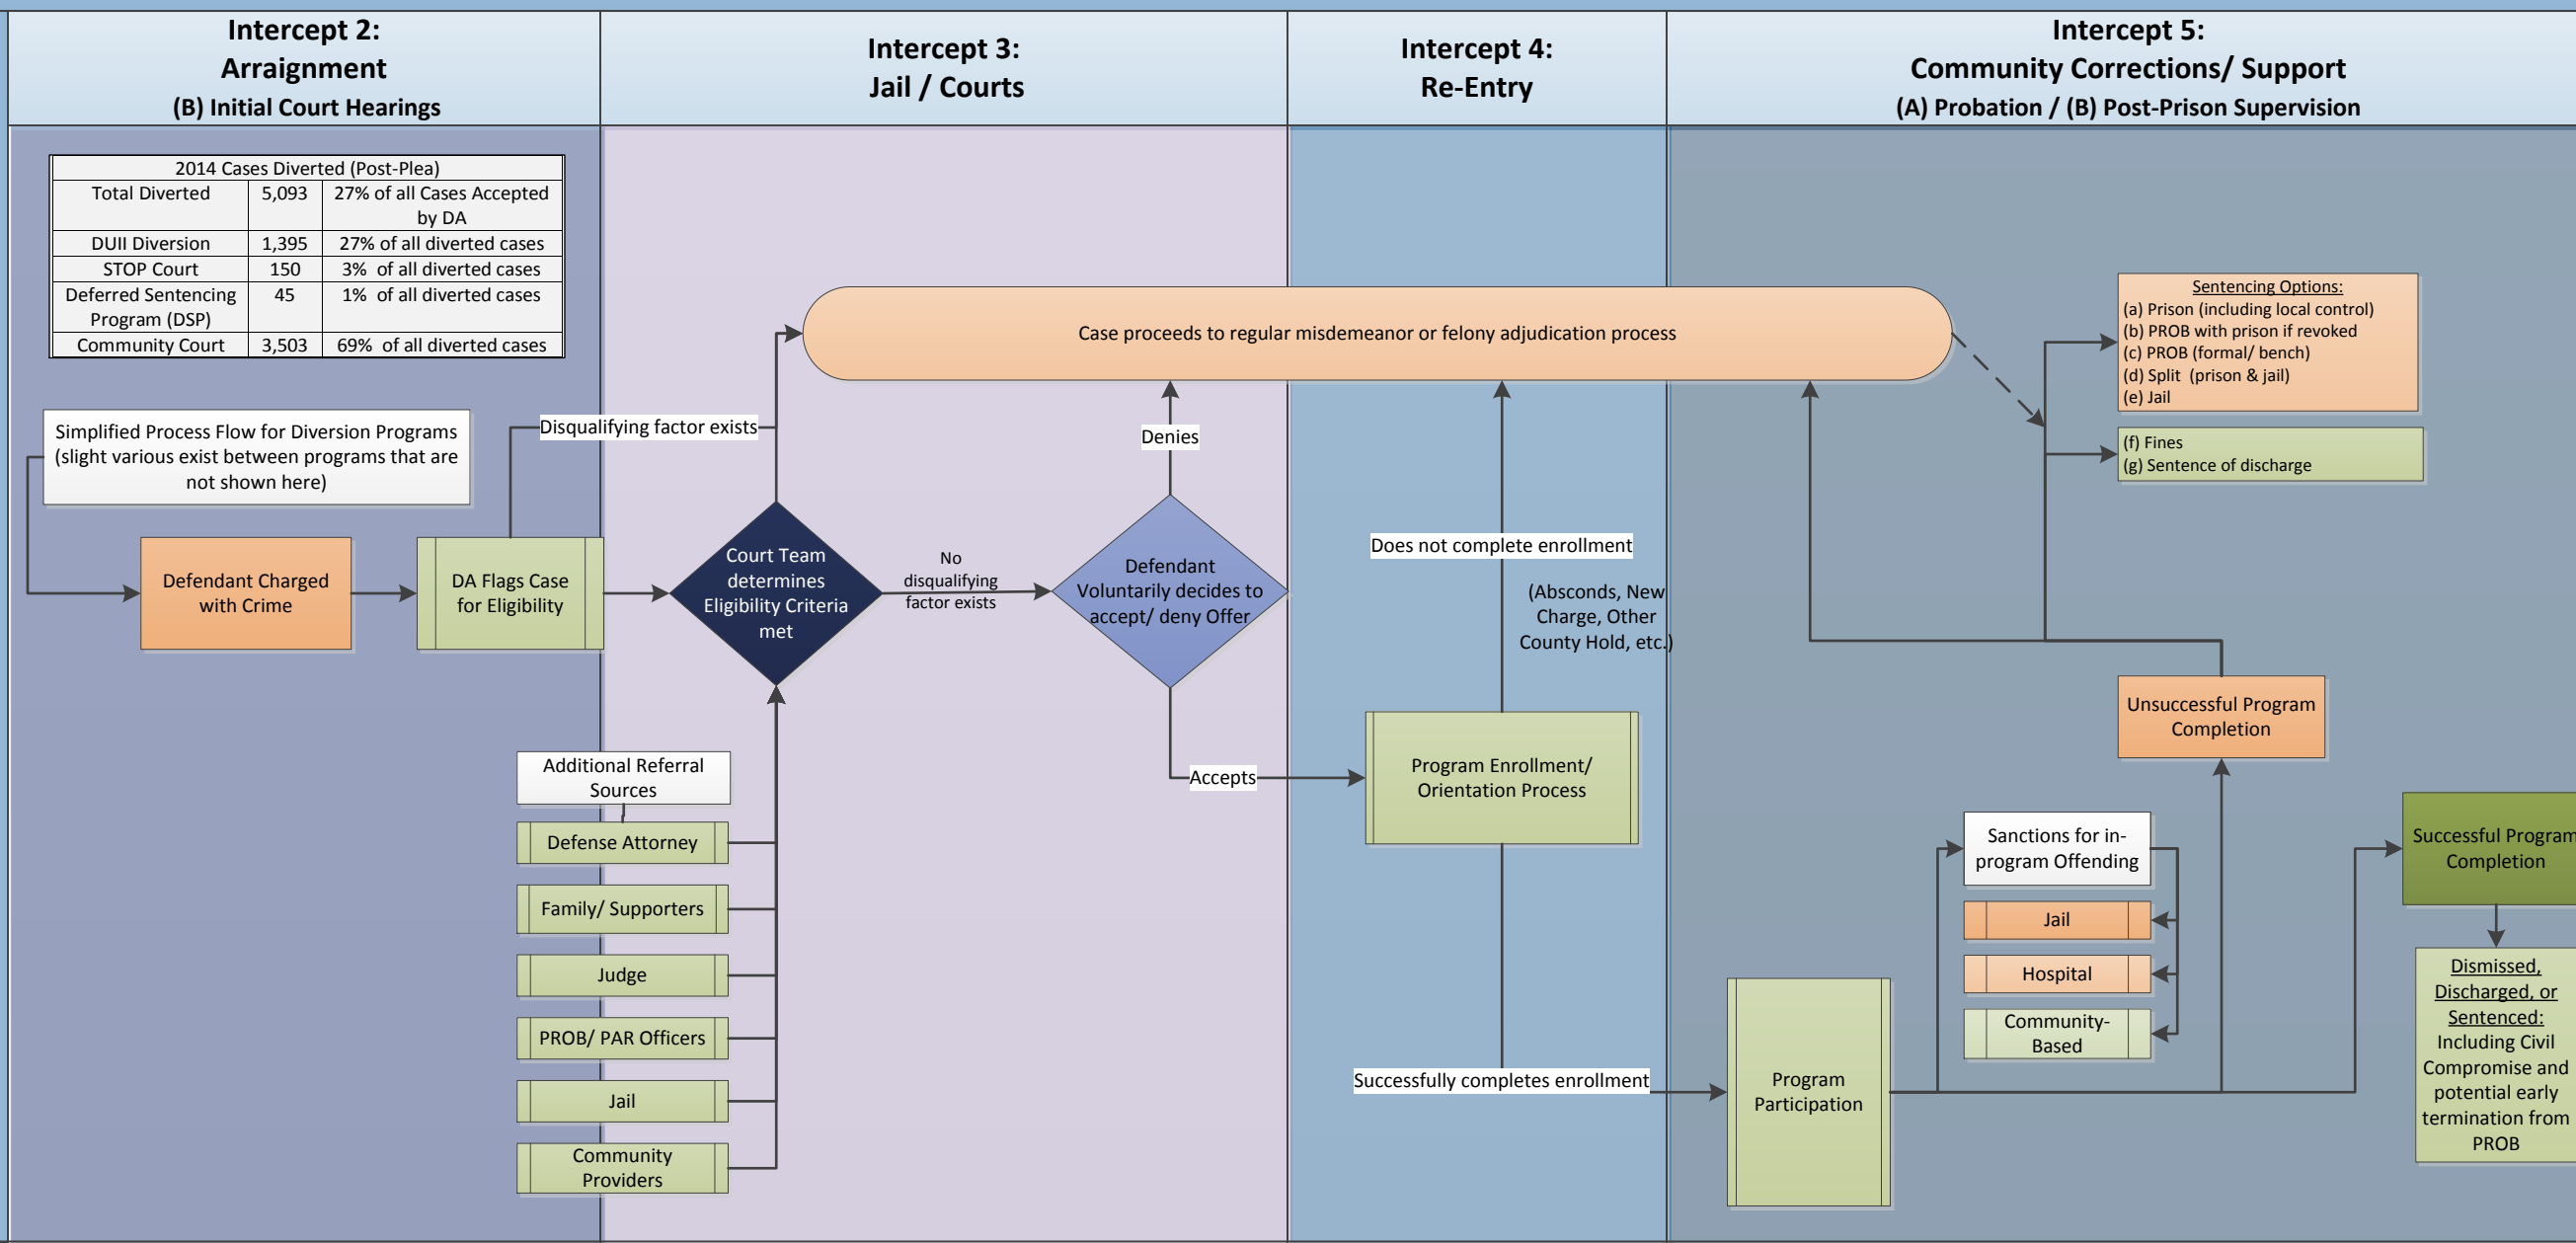 Intercept 2:
Arraignment
(B) Initial Court Hearings
Intercept 3:
Jail / Courts
Intercept 4:
Re-Entry
Intercept 5:
Community Corrections/ Support
(A) Probation / (B) Post-Prison Supervision
2014 Cases Diverted (Post-Plea)
Total Diverted 5,093 27% of all Cases Accepted
by DA
DUII Diversion 1,395 27% of all diverted cases
STOP Court 150 3% of all diverted cases
Deferred Sentencing 45 1% of all diverted cases
Program (DSP)
Community Court 3,503 69% of all diverted cases
Simplified Process Flow for Diversion Programs
(slight various exist between programs that are
not shown here)
Defendant Charged
with Crime
DA Flags Case
for Eligibility
Disqualifying factor exists
Court Team
determines
Eligibility Criteria
met
No
disqualifying
factor exists
Defendant
Voluntarily decides to
accept/ deny Offer
Denies
Accepts
Case proceeds to regular misdemeanor or felony adjudication process
Additional Referral
Sources
Defense Attorney
Family/ Supporters
Judge
PROB/ PAR Officers
Jail
Community
Providers
Does not complete enrollment
(Absconds, New
Charge, Other
County Hold, etc.)
Program Enrollment/
Orientation Process
Successfully completes enrollment
Program
Participation
Sentencing Options:
(a) Prison (including local control)
(b) PROB with prison if revoked
(c) PROB (formal/ bench)
(d) Split (prison & jail)
(e) Jail
(f) Fines
(g) Sentence of discharge
Unsuccessful Program
Completion
Sanctions for in-
program Offending
Jail
Hospital
Community-
Based
Successful Program
Completion
Dismissed,
Discharged, or
Sentenced:
Including Civil
Compromise and
potential early
termination from
PROB